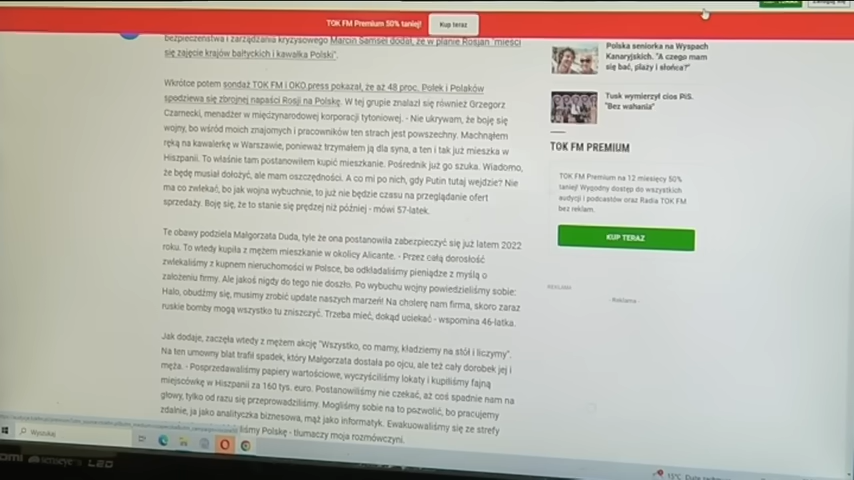 TOK FM Premium 50% taniej!
Kup teraz
bezpieczeństwa i zarządzania kryzysowego Marcin Samsel dodał, że w planie Rosjan "mieści
się zajęcie krajów bałtyckich i kawałka Polski".
Wkrótce potem sondaż TOK FM i OKO.press pokazał, że aż 48 proc. Polek i Polaków
spodziewa się zbrojnej napaści Rosji na Polskę. W tej grupie znalazł się również Grzegorz
Czarnecki, menadżer w międzynarodowej korporacji tytoniowej. - Nie ukrywam, że boję się
wojny, bo wśród moich znajomych i pracowników ten strach jest powszechny. Machnąłem
ręką na kawalerkę w Warszawie, ponieważ trzymałem ją dla syna, a ten i tak już mieszka w
Hiszpanii. To właśnie tam postanowiłem kupić mieszkanie. Pośrednik już go szuka. Wiadomo,
że będę musiał dołożyć, ale mam oszczędności. A co mi po nich, gdy Putin tutaj wejdzie? Nie
ma co zwlekać, bo jak wojna wybuchnie, to już nie będzie czasu na przeglądanie ofert
sprzedaży. Boję się, że to stanie się prędzej niż później - mówi 57-latek.
Te obawy podziela Małgorzata Duda, tyle że ona postanowiła zabezpieczyć się już latem 2022
roku. To wtedy kupiła z mężem mieszkanie w okolicy Alicante. - Przez całą dorosłość
zwlekaliśmy z kupnem nieruchomości w Polsce, bo odkładaliśmy pieniądze z myślą o
założeniu firmy. Ale jakoś nigdy do tego nie doszło. Po wybuchu wojny powiedzieliśmy sobie:
Halo, obudźmy się, musimy zrobić update naszych marzeń! Na cholerę nam firma, skoro zaraz
ruskie bomby mogą wszystko tu zniszczyć. Trzeba mieć, dokąd uciekać - wspomina 46-latka.
Jak dodaje, zaczęła wtedy z mężem akcję "Wszystko, co mamy, kładziemy na stół i liczymy".
Na ten umowny blat trafił spadek, który Małgorzata dostała po ojcu, ale też cały dorobek jej i
męża. - Posprzedawaliśmy papiery wartościowe, wyczyściliśmy lokaty i kupiliśmy fajną
miejscówkę w Hiszpanii za 160 tys. euro. Postanowiliśmy nie czekać, aż coś spadnie nam na
głowy, tylko od razu się przeprowadziliśmy. Mogliśmy sobie na to pozwolić, bo pracujemy
zdalnie, ja jako analityczka biznesowa, mąż jako informatyk. Ewakuowaliśmy się ze strefy
liśmy Polskę - tłumaczy moja rozmówczyni.
Polska seniorka na Wyspach
Kanaryjskich. "A czego mam
się bać, plaży i słońca?"
Tusk wymierzył cios PiS.
"Bez wahania"
TOK FM PREMIUM
TOK FM Premium na 12 miesięcy 50%
taniej! Wygodny dostęp do wszystkich
audycji i podcastów oraz Radia TOK FM
bez reklam.
KUP TERAZ
REKLAMA
- Reklama -
Wyszukaj
15°C
LED